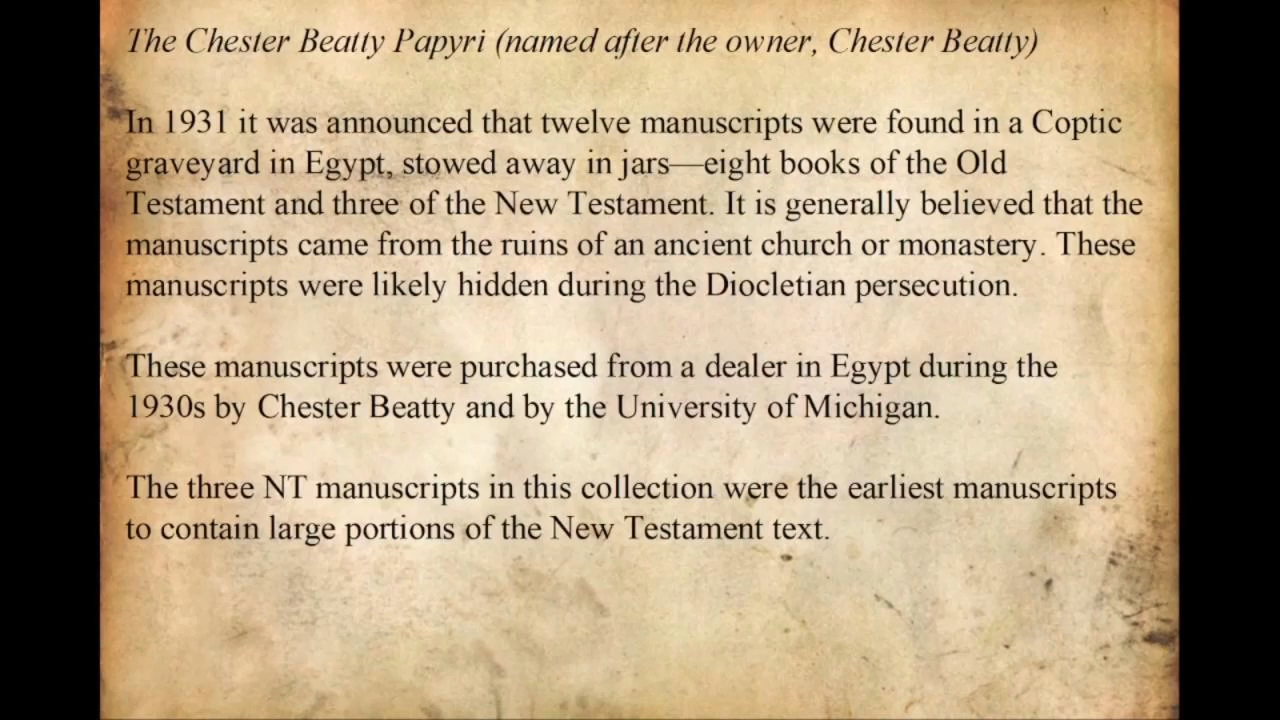 The Chester Beatty Papyri (named after the owner, Chester Beatty)
In 1931 it was announced that twelve manuscripts were found in a Coptic
graveyard in Egypt, stowed away in jars—eight books of the Old
Testament and three of the New Testament. It is generally believed that the
manuscripts came from the ruins of an ancient church or monastery. These
manuscripts were likely hidden during the Diocletian persecution.
These manuscripts were purchased from a dealer in Egypt during the
1930s by Chester Beatty and by the University of Michigan.
The three NT manuscripts in this collection were the earliest manuscripts
to contain large portions of the New Testament text.